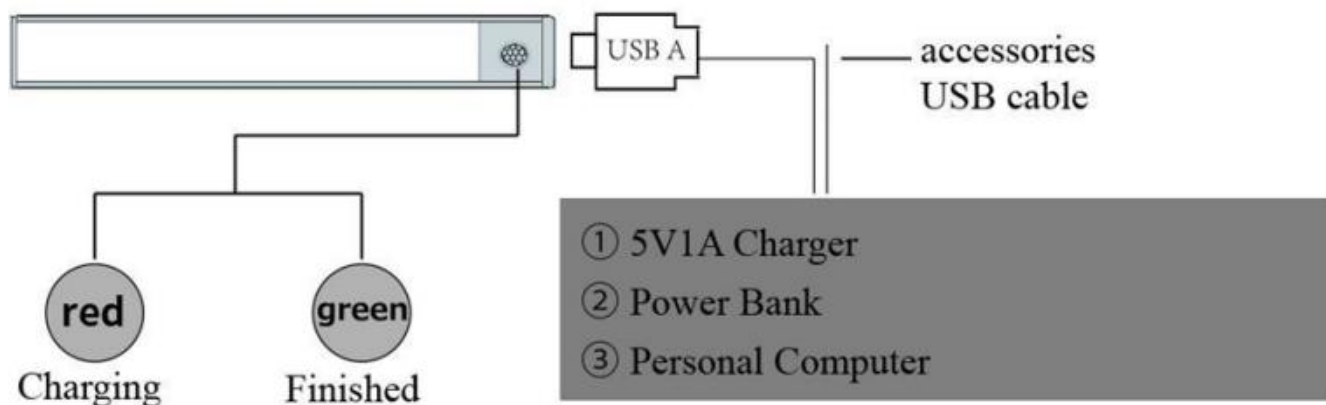 USB A
accessories
USB cable
① 5V1A Charger
② Power Bank
③ Personal Computer
red
green
Charging
Finished